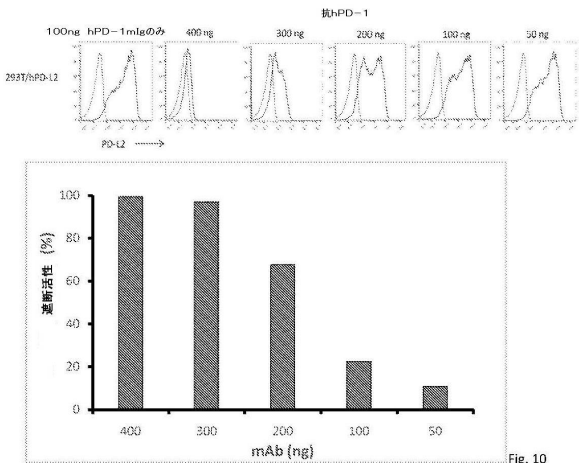 抗hPD-1
100ng hPD-1mIgのみ
400 ng
300 ng
200 ng
100 ng
50 ng
293T/hPD-L2
PD-L2
100
80
60
40
20
0
遮断活性 (%)
400
300
200
100
50
mAb (ng)
Fig. 10